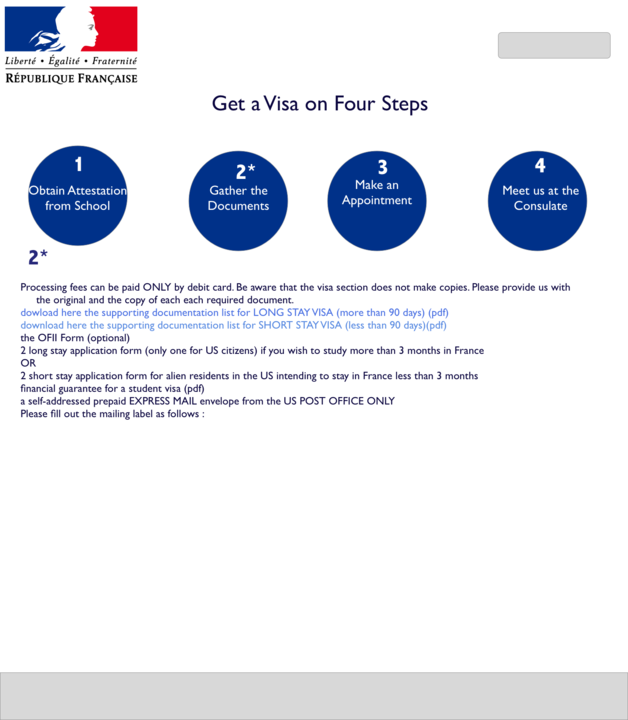 Liberté • Égalité • Fraternité
RÉPUBLIQUE FRANÇAISE
Get a Visa on Four Steps
1
Obtain Attestation
from School
2*
Gather the
Documents
3
Make an
Appointment
4
Meet us at the
Consulate
2*
Processing fees can be paid ONLY by debit card. Be aware that the visa section does not make copies. Please provide us with
the original and the copy of each each required document.
dowload here the supporting documentation list for LONG STAY VISA (more than 90 days) (pdf)
download here the supporting documentation list for SHORT STAY VISA (less than 90 days)(pdf)
the OFII Form (optional)
2 long stay application form (only one for US citizens) if you wish to study more than 3 months in France
OR
2 short stay application form for alien residents in the US intending to stay in France less than 3 months
financial guarantee for a student visa (pdf)
a self-addressed prepaid EXPRESS MAIL envelope from the US POST OFFICE ONLY
Please fill out the mailing label as follows :